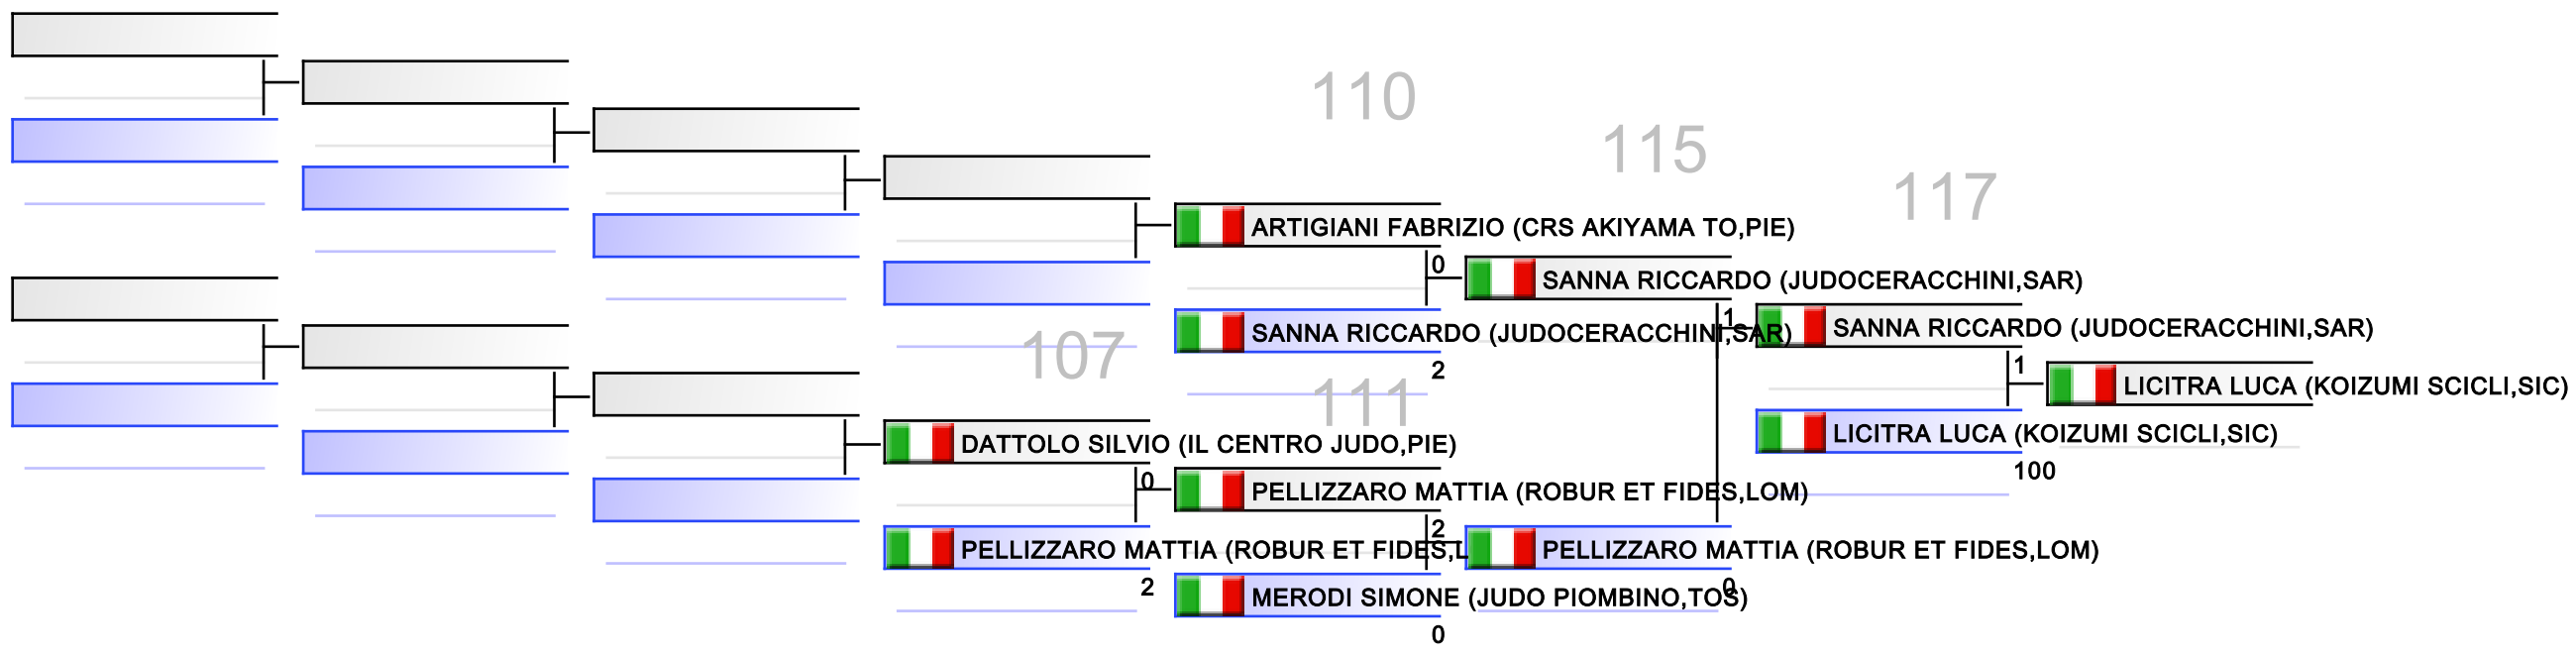 110
115
117
ARTIGIANI FABRIZIO (CRS AKIYAMA TO,PIE)
0
SANNA RICCARDO (JUDOCERACCHINI,SAR)
SANNA RICCARDO (JUDOCERACCHINI,SAR)
2
1
SANNA RICCARDO (JUDOCERACCHINI,SAR)
1
LICITRA LUCA (KOIZUMI SCICLI,SIC)
LICITRA LUCA (KOIZUMI SCICLI,SIC)
100
107
111
DATTOLO SILVIO (IL CENTRO JUDO,PIE)
0
PELLIZZARO MATTIA (ROBUR ET FIDES,LOM)
PELLIZZARO MATTIA (ROBUR ET FIDES,L
2
2
PELLIZZARO MATTIA (ROBUR ET FIDES,LOM)
0
MERODI SIMONE (JUDO PIOMBINO,TOS)
0